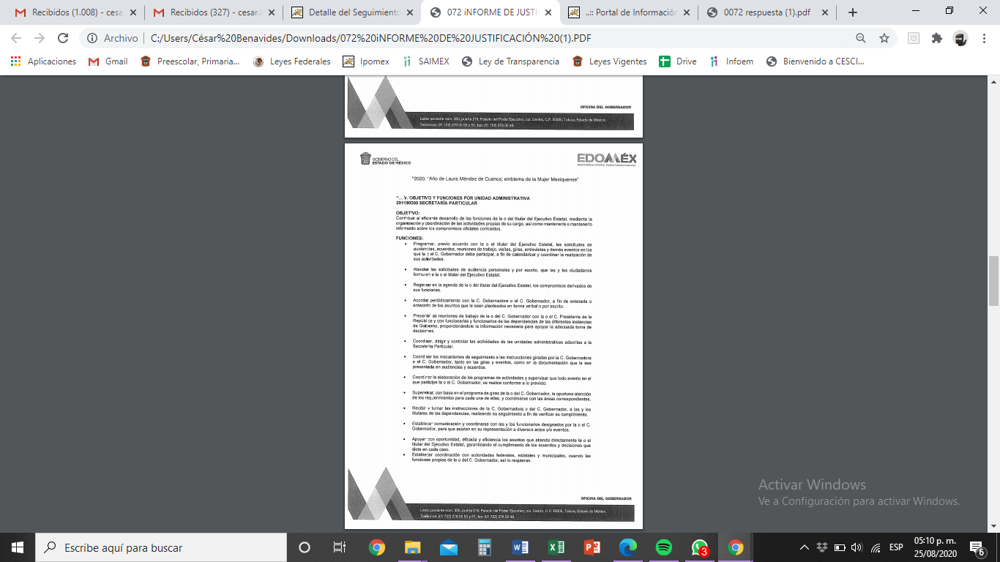 Recibidos (1.008) - cesa
Recibidos (327) - cesar.
Detalle del Seguimiento
072 iNFORME DE JUSTI
..:: Portal de Información
0072 respuesta (1).pdf
Archivo
C:/Users/César%20Benavides/Downloads/072%20iNFORME%20DE%20JUSTIFICACIÓN%20(1).PDF
Aplicaciones
Gmail
Preescolar, Primaria...
Leyes Federales
Ipomex
SAIMEX
Ley de Transparencia
Leyes Vigentes
Drive
Infoem
Bienvenido a CESCI...
OFICINA DEL GOBERNADOR
Lerdo poniente núm. 300, puerta 216, Palacio del Poder Ejecutivo, col. Centro, C.P. 50000, Toluca, Estado de México.
Teléfonos: (01 722) 276 00 50 y 51, fax: (01 722) 276 00 46.
GOBIERNO DEL
ESTADO DE MÉXICO
EDOMÉX
DECISIONES FIRMES, RESULTADOS FUERTES.
"2020. "Año de Laura Méndez de Cuenca; emblema de la Mujer Mexiquense"
"... V. OBJETIVO Y FUNCIONES POR UNIDAD ADMINISTRATIVA
201100000 SECRETARÍA PARTICULAR
OBJETIVO:
Contribuir al eficiente desarrollo de las funciones de la o del titular del Ejecutivo Estatal, mediante la
organización y coordinación de las actividades propias de su cargo, así como mantenerla o mantenerlo
informado sobre los compromisos oficiales contraídos.
FUNCIONES:
• Programar, previo acuerdo con la o el titular del Ejecutivo Estatal, las solicitudes de
audiencias, acuerdos, reuniones de trabajo, visitas, giras, entrevistas y demás eventos en los
que la o el C. Gobernador deba participar, a fin de calendarizar y coordinar la realización de
sus actividades.
• Atender las solicitudes de audiencia personales y por escrito, que las y los ciudadanos
formulen a la o al titular del Ejecutivo Estatal.
• Registrar en la agenda de la o del titular del Ejecutivo Estatal, los compromisos derivados de
sus funciones.
• Acordar periódicamente con la C. Gobernadora o el C. Gobernador, a fin de enterarla o
enterarlo de los asuntos que le sean planteados en forma verbal o por escrito.
• Preparar las reuniones de trabajo de la o del C. Gobernador con la o el C. Presidente de la
República y con funcionarias y funcionarios de las dependencias de las diferentes instancias
de Gobierno, proporcionándole la información necesaria para apoyar la adecuada toma de
decisiones.
• Coordinar, dirigir y controlar las actividades de las unidades administrativas adscritas a la
Secretaría Particular.
• Coordinar los mecanismos de seguimiento a las instrucciones giradas por la C. Gobernadora
o el C. Gobernador, tanto en las giras y eventos, como en la documentación que le sea
presentada en audiencias y acuerdos.
• Coordinar la elaboración de los programas de actividades y supervisar que todo evento en el
que participe la o el C. Gobernador, se realice conforme a lo previsto.
• Supervisar, con base en el programa de giras de la o del C. Gobernador, la oportuna atención
de los requerimientos para cada una de ellas, y coordinarse con las áreas correspondientes.
• Recibir y turnar las instrucciones de la C. Gobernadora o del C. Gobernador, a las y los
titulares de las dependencias, realizando su seguimiento a fin de verificar su cumplimiento.
• Establecer comunicación y coordinarse con las y los funcionarios designados por la o el C.
Gobernador, para que asistan en su representación a diversos actos y/o eventos.
• Apoyar con oportunidad, eficacia y eficiencia los asuntos que atienda directamente la o el
titular del Ejecutivo Estatal, garantizando el cumplimiento de los acuerdos y decisiones que
dicte en cada caso.
• Establecer coordinación con autoridades federales, estatales y municipales, cuando las
funciones propias de la o del C. Gobernador, así lo requieran.
OFICINA DEL GOBERNADOR
Lerdo poniente núm. 300, puerta 216, Palacio del Poder Ejecutivo, col. Centro, C.P. 50000, Toluca, Estado de México.
Teléfonos: (01 722) 276 00 50 y 51, fax: (01 722) 276 00 46.
Activar Windows
Ve a Configuración para activar Windows.
Escribe aquí para buscar
3
ESP
05:10 p. m.
25/08/2020
6